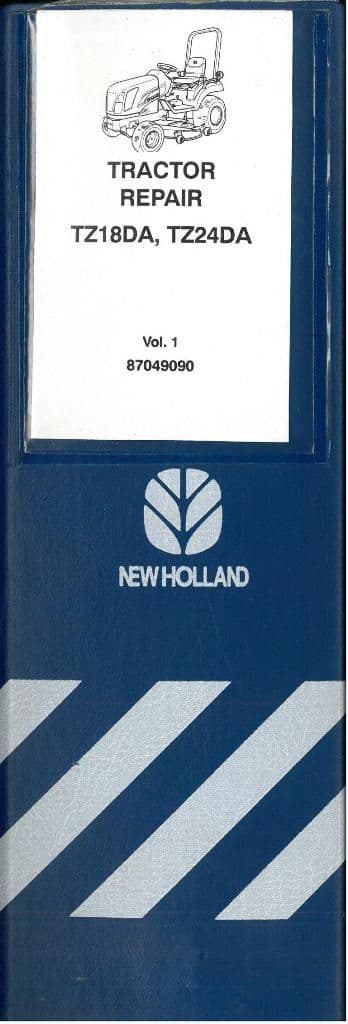 TRACTOR
REPAIR
TZ18DA, TZ24DA
Vol. 1
87049090
NEW HOLLAND